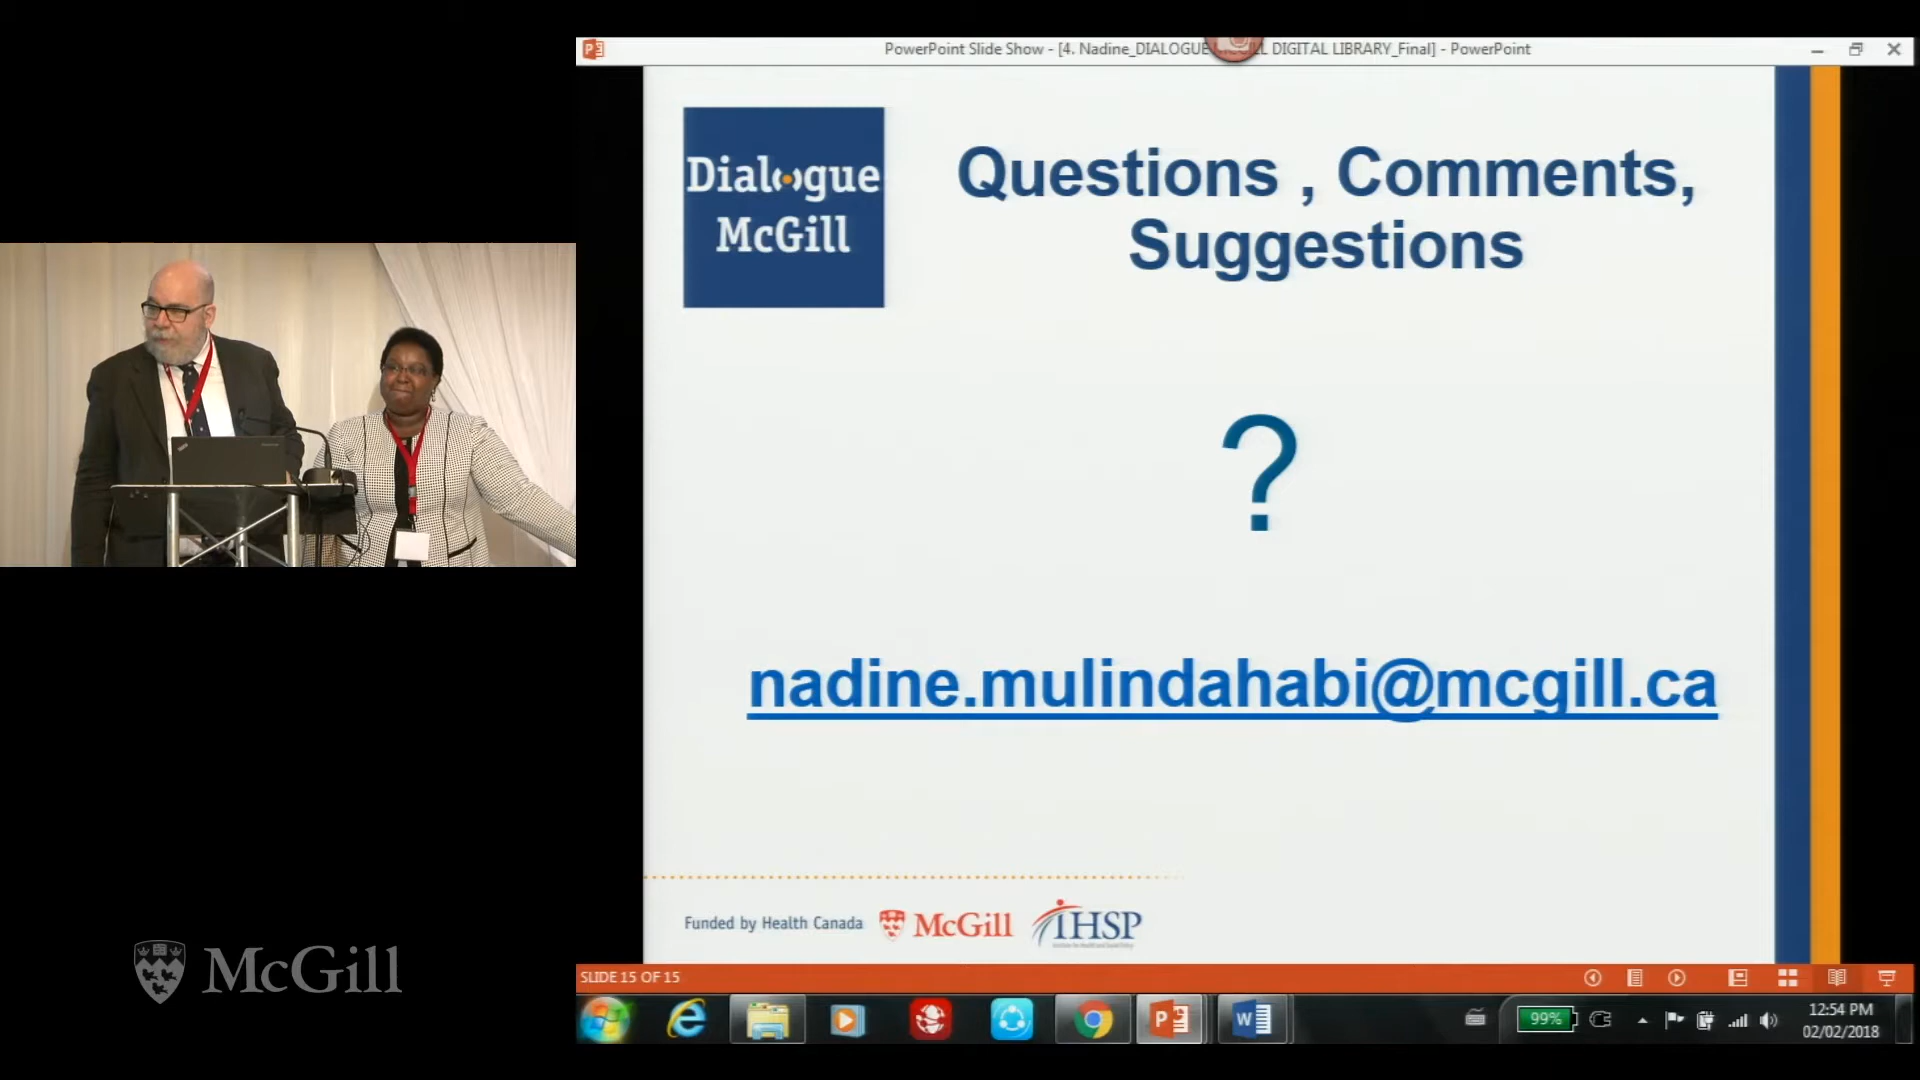 PowerPoint Slide Show - [4. Nadine_DIALOGUE MCGILL DIGITAL LIBRARY_Final] - PowerPoint
Dialogue
McGill
Questions , Comments,
Suggestions
?
nadine.mulindahabi@mcgill.ca
Funded by Health Canada
McGill
IHSP
McGill
SLIDE 15 OF 15
99%
12:54 PM
02/02/2018